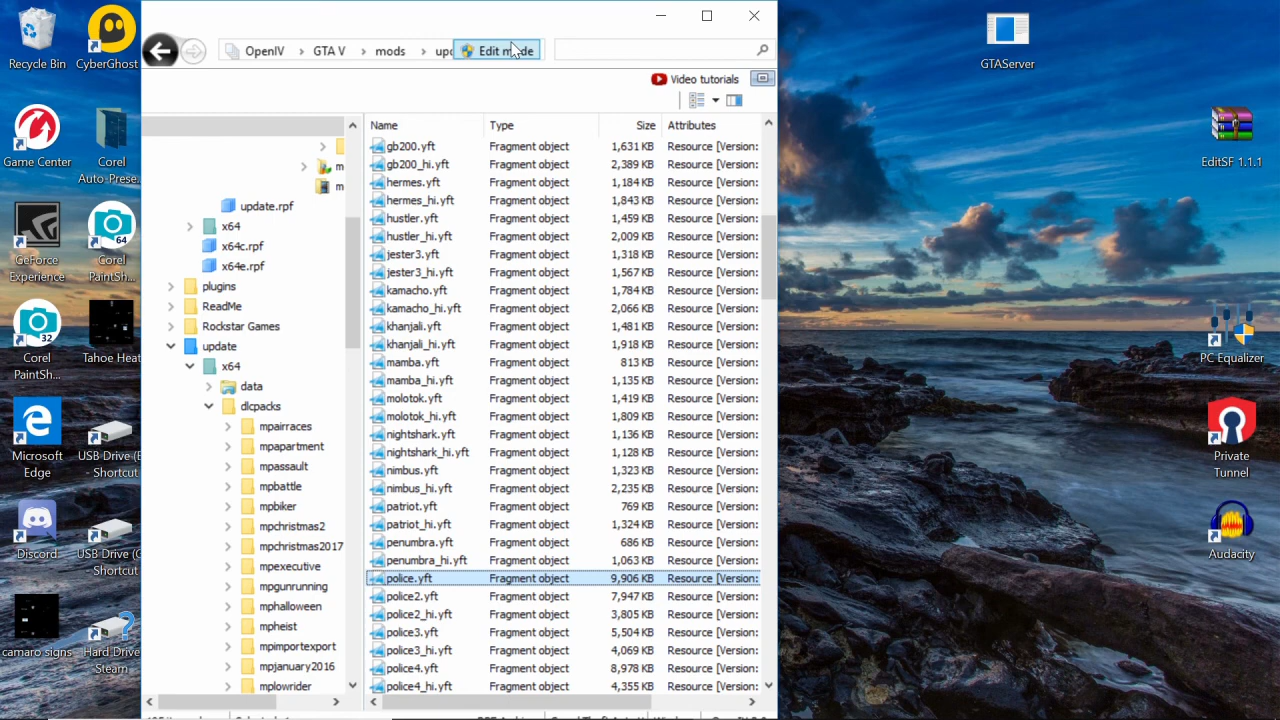 Recycle Bin
CyberGhost
Game Center
Corel
Auto-Prese...
GeForce
Experience
64
Corel
PaintSh...
32
Corel
PaintSh...
Tahoe Heat
Microsoft
Edge
USB Drive (E
- Shortcut
Discord
USB Drive (G
- Shortcut
camaro signs
Hard Drive
Steam
OpenIV
GTA V
mods
upd
Edit mode
Video tutorials
m
m
update.rpf
x64
x64c.rpf
x64e.rpf
plugins
ReadMe
Rockstar Games
update
x64
data
dlcpacks
mpairraces
mpapartment
mpassault
mpbattle
mpbiker
mpchristmas2
mpchristmas2017
mpexecutive
mpgunrunning
mphalloween
mpheist
mpimportexport
mpjanuary2016
mplowrider
Name Type Size Attributes
gb200.yft Fragment object 1,631 KB Resource [Version:
gb200_hi.yft Fragment object 2,389 KB Resource [Version:
hermes.yft Fragment object 1,184 KB Resource [Version:
hermes_hi.yft Fragment object 1,843 KB Resource [Version:
hustler.yft Fragment object 1,459 KB Resource [Version:
hustler_hi.yft Fragment object 2,009 KB Resource [Version:
jester3.yft Fragment object 1,318 KB Resource [Version:
jester3_hi.yft Fragment object 1,567 KB Resource [Version:
kamacho.yft Fragment object 1,784 KB Resource [Version:
kamacho_hi.yft Fragment object 2,066 KB Resource [Version:
khanjali.yft Fragment object 1,481 KB Resource [Version:
khanjali_hi.yft Fragment object 1,918 KB Resource [Version:
mamba.yft Fragment object 813 KB Resource [Version:
mamba_hi.yft Fragment object 1,135 KB Resource [Version:
molotok.yft Fragment object 1,419 KB Resource [Version:
molotok_hi.yft Fragment object 1,809 KB Resource [Version:
nightshark.yft Fragment object 1,136 KB Resource [Version:
nightshark_hi.yft Fragment object 1,128 KB Resource [Version:
nimbus.yft Fragment object 1,323 KB Resource [Version:
nimbus_hi.yft Fragment object 2,235 KB Resource [Version:
patriot.yft Fragment object 769 KB Resource [Version:
patriot_hi.yft Fragment object 1,324 KB Resource [Version:
penumbra.yft Fragment object 686 KB Resource [Version:
penumbra_hi.yft Fragment object 1,063 KB Resource [Version:
police.yft Fragment object 9,906 KB Resource [Version:
police2.yft Fragment object 7,947 KB Resource [Version:
police2_hi.yft Fragment object 3,805 KB Resource [Version:
police3.yft Fragment object 5,504 KB Resource [Version:
police3_hi.yft Fragment object 4,069 KB Resource [Version:
police4.yft Fragment object 8,978 KB Resource [Version:
police4_hi.yft Fragment object 4,355 KB Resource [Version:
GTAServer
EditSF 1.1.1
PC Equalizer
Private
Tunnel
Audacity